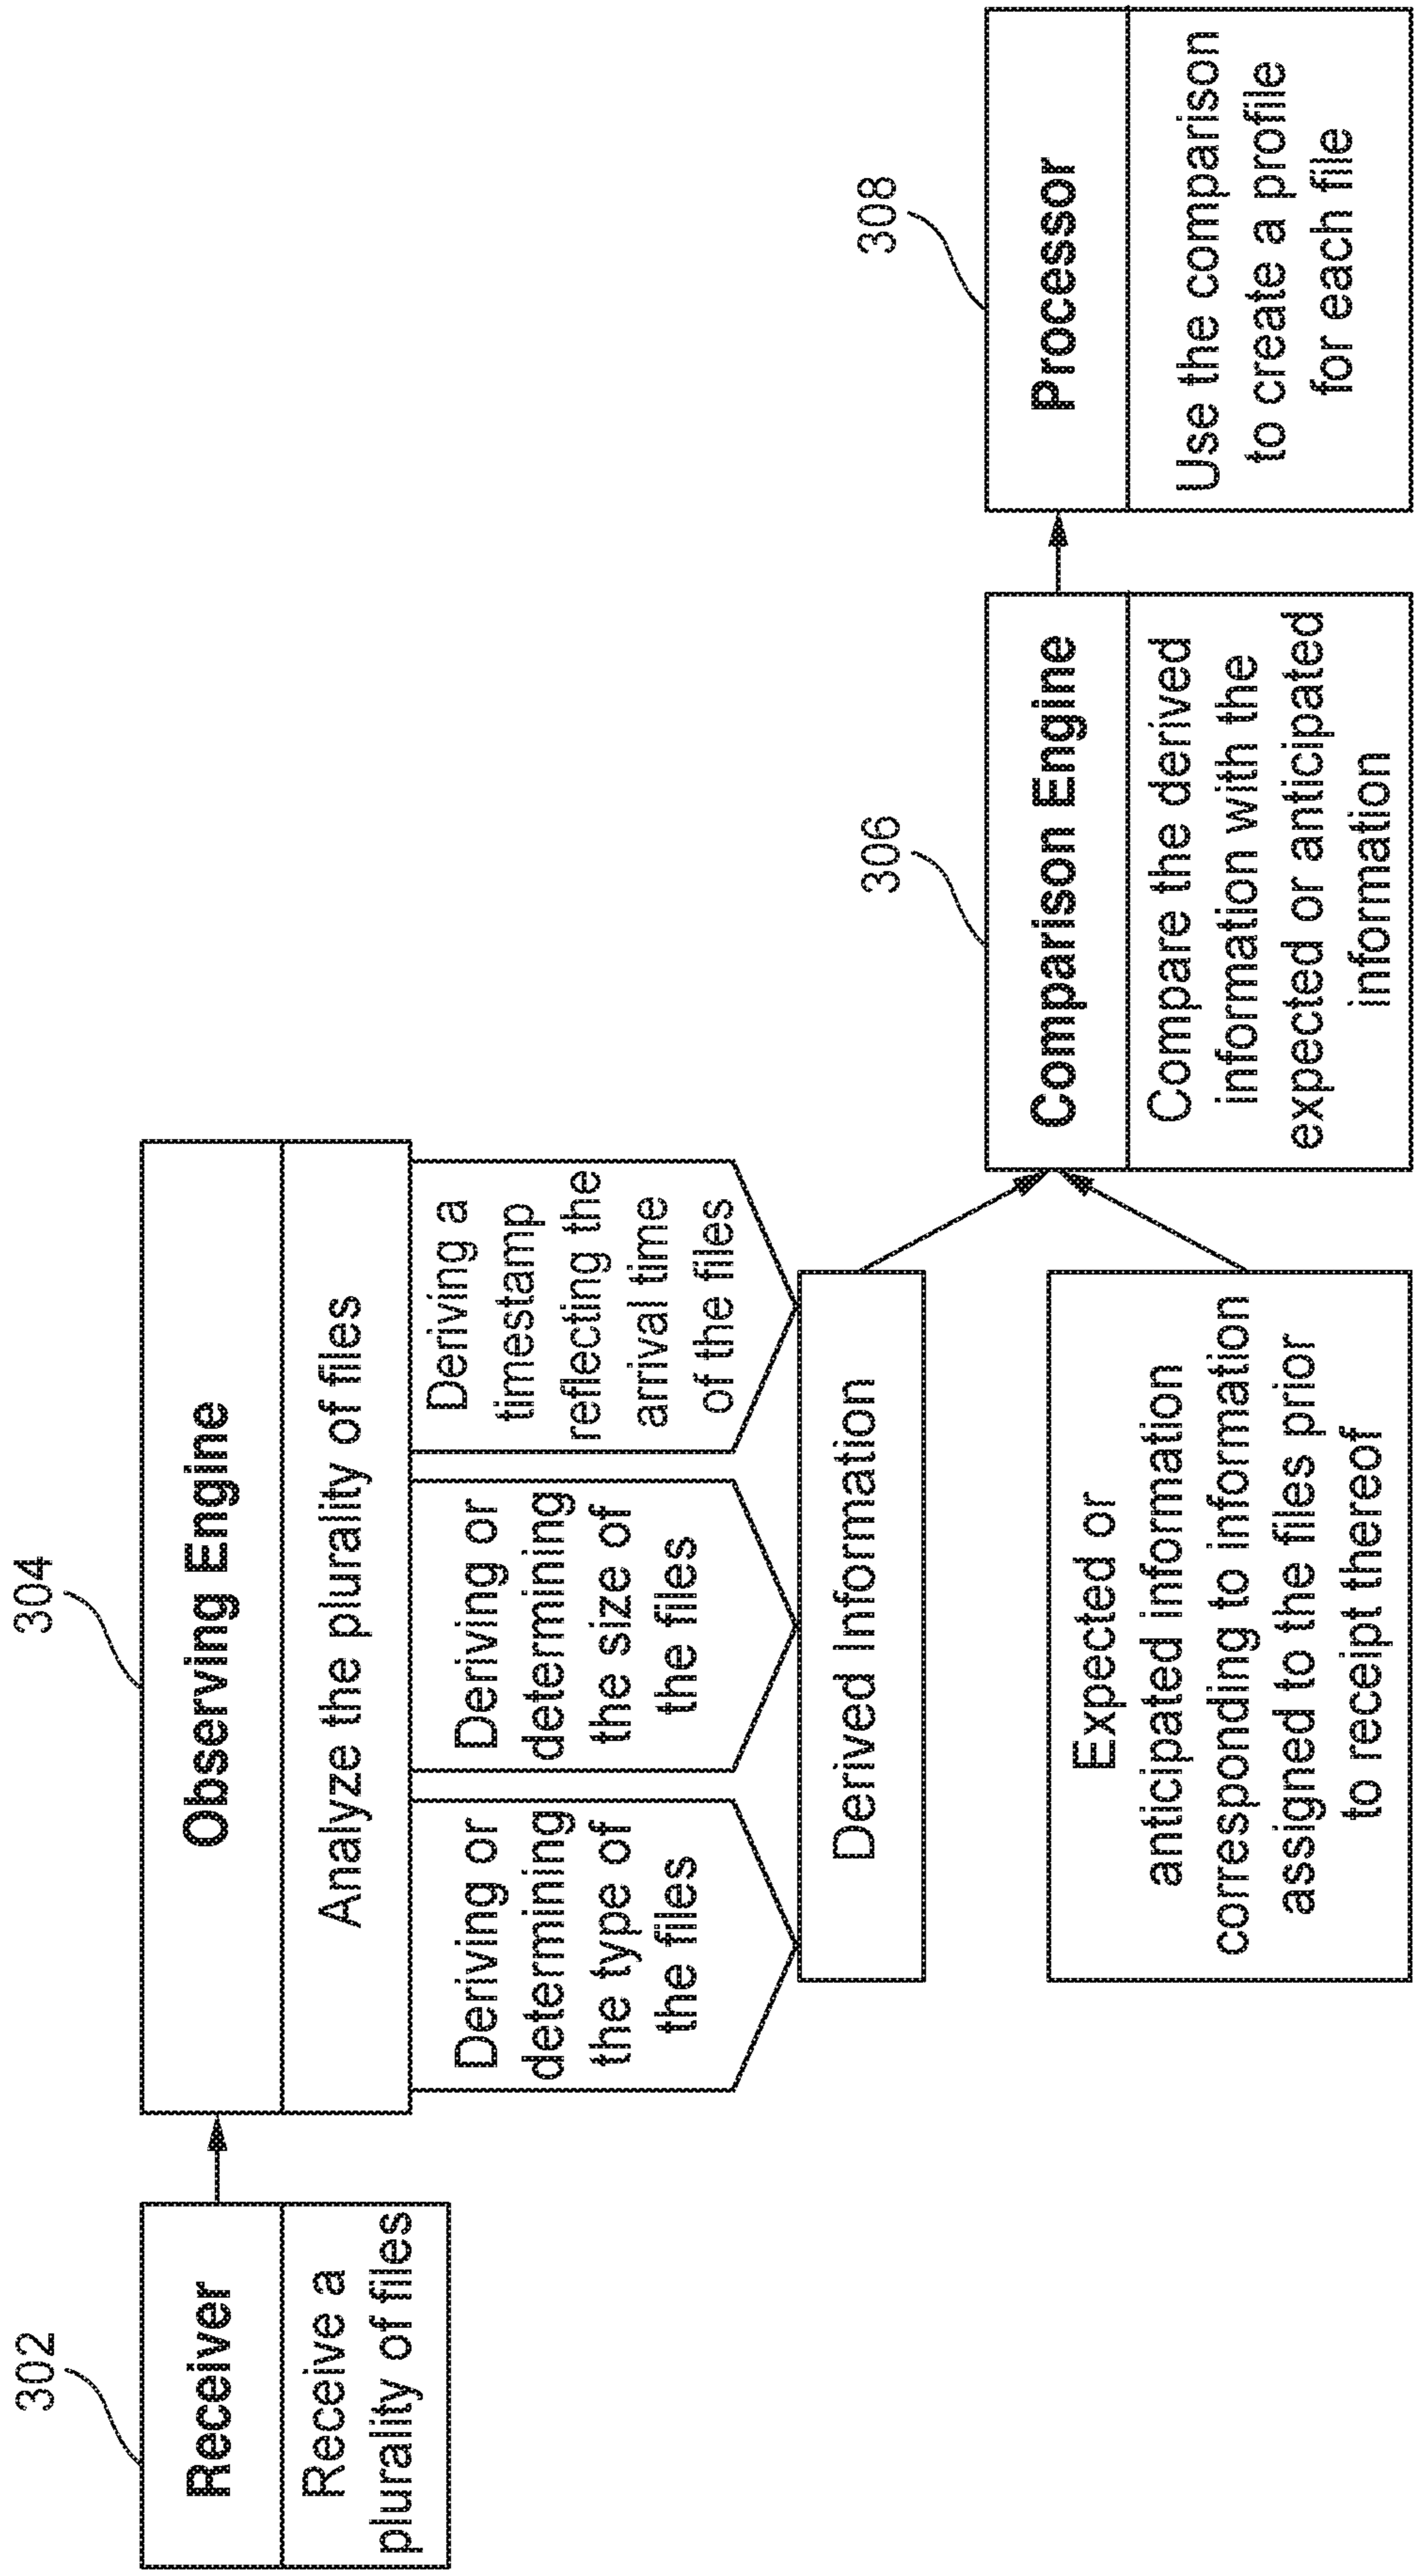 302
Receiver
Receive a
plurality of files
304
Observing Engine
Analyze the plurality of files
Deriving or
determining
the type of
the files
Deriving or
determining
the size of
the files
Deriving a
timestamp
reflecting the
arrival time
of the files
Derived Information
Expected or
anticipated information
corresponding to information
assigned to the files prior
to receipt thereof
306
Comparison Engine
Compare the derived
information with the
expected or anticipated
information
308
Processor
Use the comparison
to create a profile
for each file